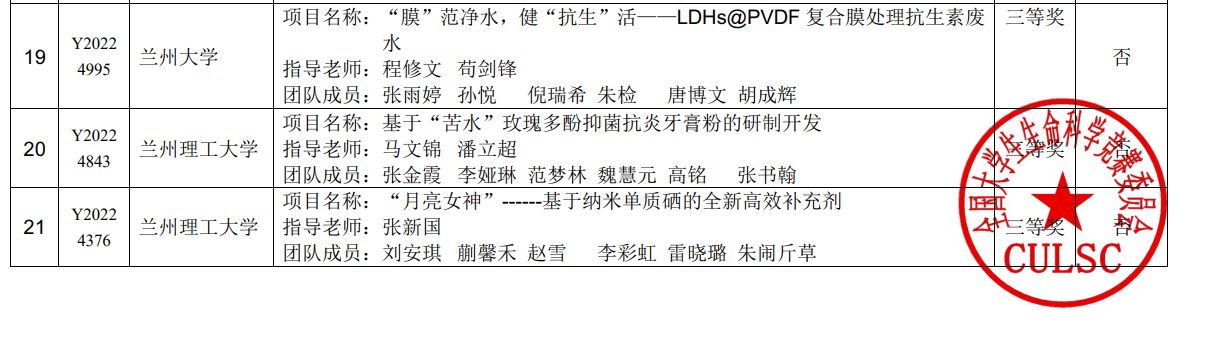 19
Y2022
4995
兰州大学
项目名称：“膜”范净水，健“抗生”活——LDHs@PVDF 复合膜处理抗生素废
水
指导老师：程修文 苟剑锋
团队成员：张雨婷 孙悦 倪瑞希 朱检 唐博文 胡成辉
三等奖
否
20
Y2022
4843
兰州理工大学
项目名称：基于“苦水”玫瑰多酚抑菌抗炎牙膏粉的研制开发
指导老师：马文锦 潘立超
团队成员：张金霞 李娅琳 范梦林 魏慧元 高铭 张书翰
三等奖
否
21
Y2022
4376
兰州理工大学
项目名称：“月亮女神”------基于纳米单质硒的全新高效补充剂
指导老师：张新国
团队成员：刘安琪 蒯馨禾 赵雪 李彩虹 雷晓璐 朱闹斤草
三等奖
否
全国大学生生命科学竞赛委员会
CULSC